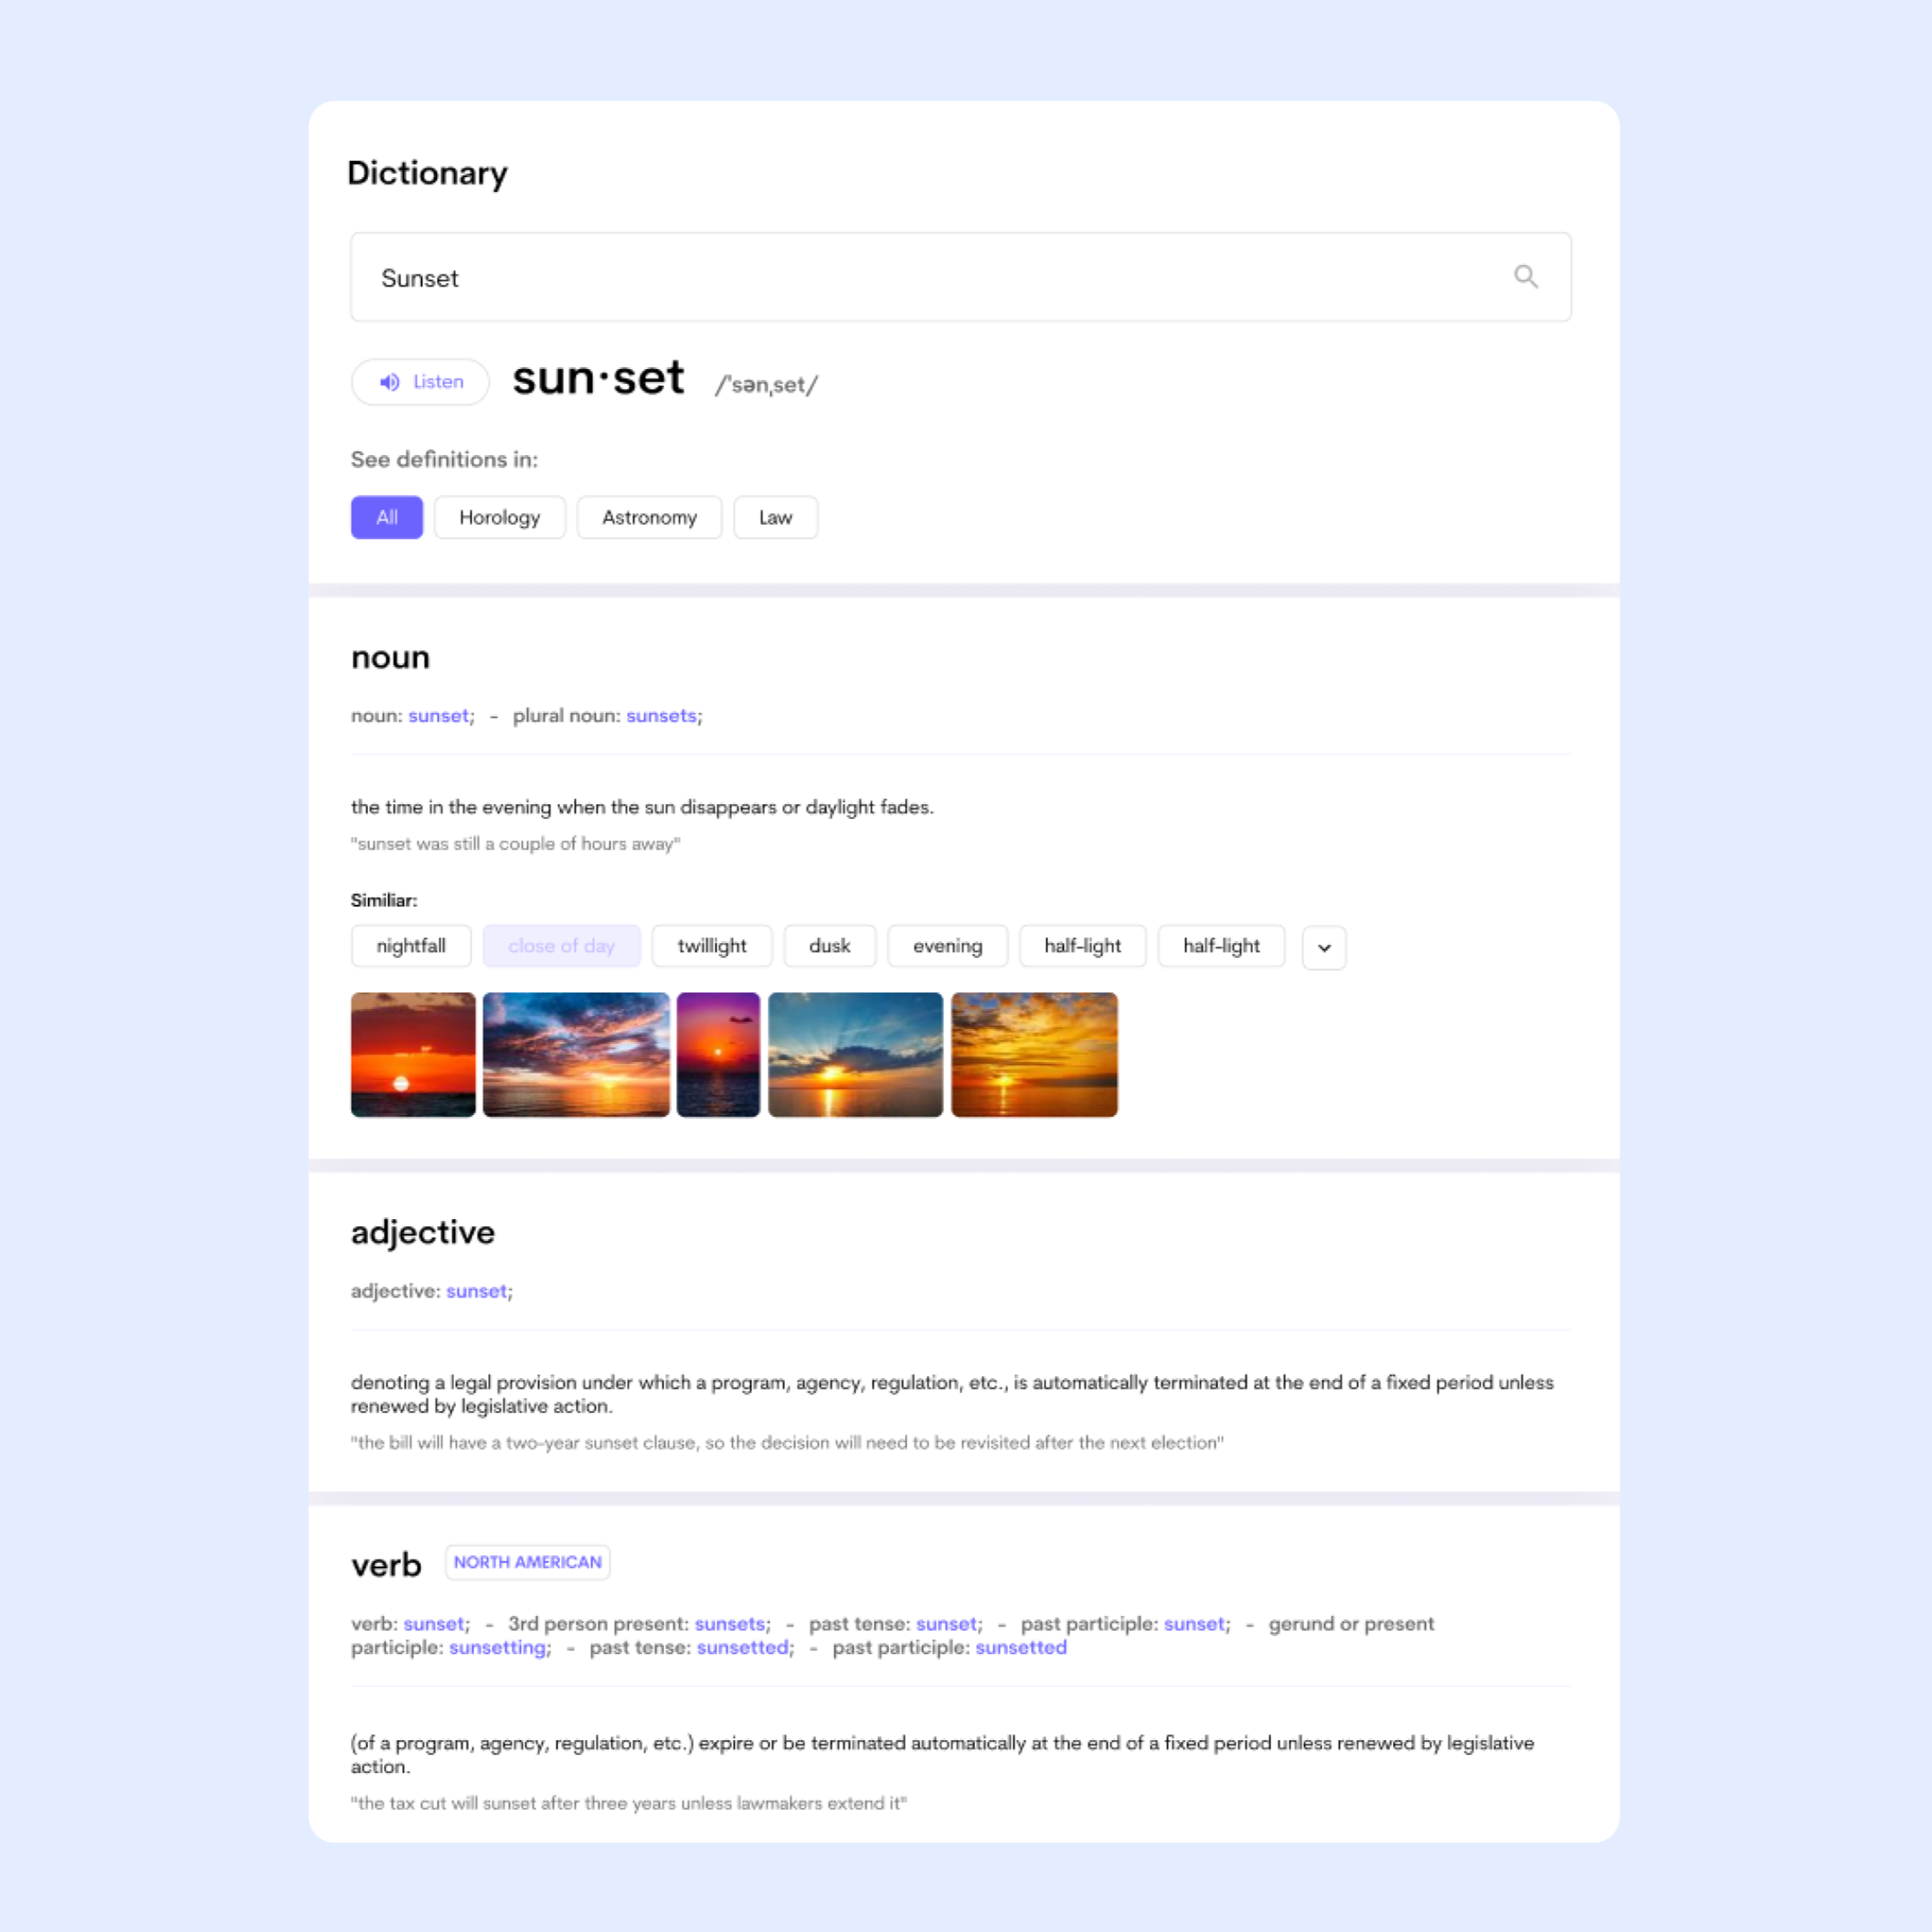 Dictionary
Sunset
Listen sun·set /ˈsənˌset/
See definitions in:
All Horology Astronomy Law
noun
noun: sunset; - plural noun: sunsets;
the time in the evening when the sun disappears or daylight fades.
"sunset was still a couple of hours away"
Similiar:
nightfall close of day twillight dusk evening half-light half-light
adjective
adjective: sunset;
denoting a legal provision under which a program, agency, regulation, etc., is automatically terminated at the end of a fixed period unless
renewed by legislative action.
"the bill will have a two-year sunset clause, so the decision will need to be revisited after the next election"
verb NORTH AMERICAN
verb: sunset; - 3rd person present: sunsets; - past tense: sunset; - past participle: sunset; - gerund or present
participle: sunsetting; - past tense: sunsetted; - past participle: sunsetted
(of a program, agency, regulation, etc.) expire or be terminated automatically at the end of a fixed period unless renewed by legislative
action.
"the tax cut will sunset after three years unless lawmakers extend it"